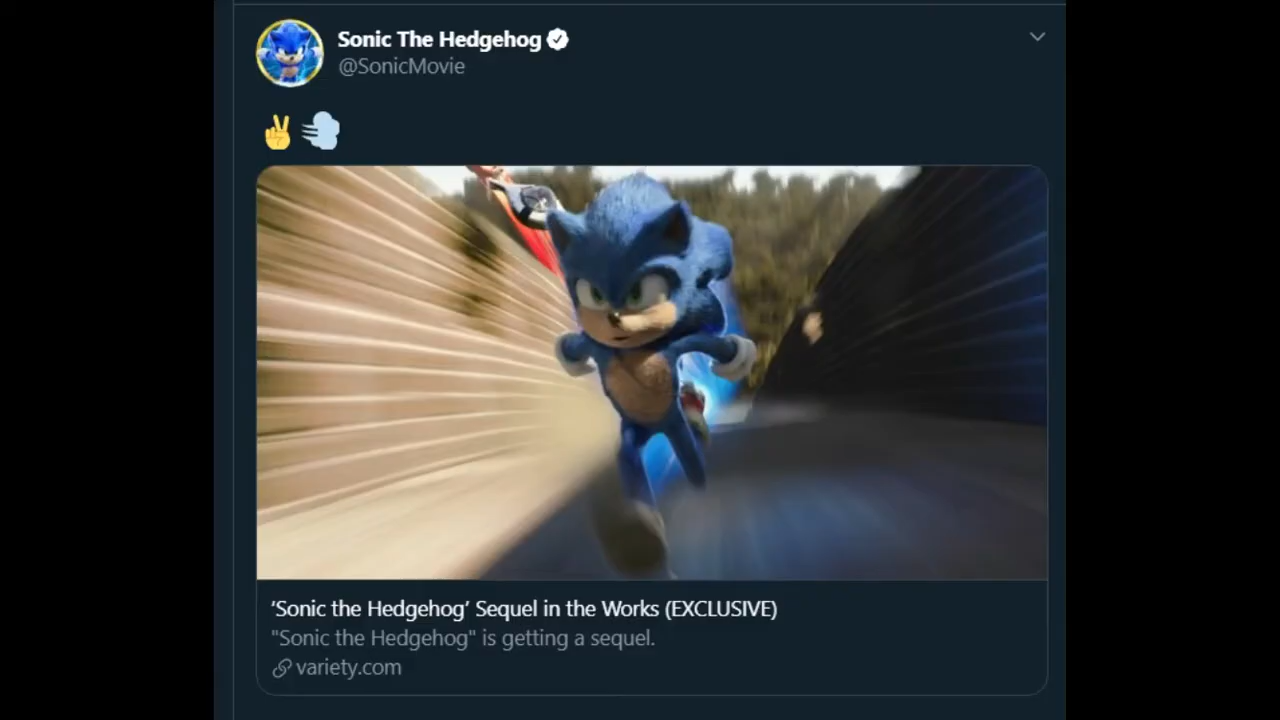 Sonic The Hedgehog
@SonicMovie
✌️💨
‘Sonic the Hedgehog’ Sequel in the Works (EXCLUSIVE)
"Sonic the Hedgehog" is getting a sequel.
variety.com